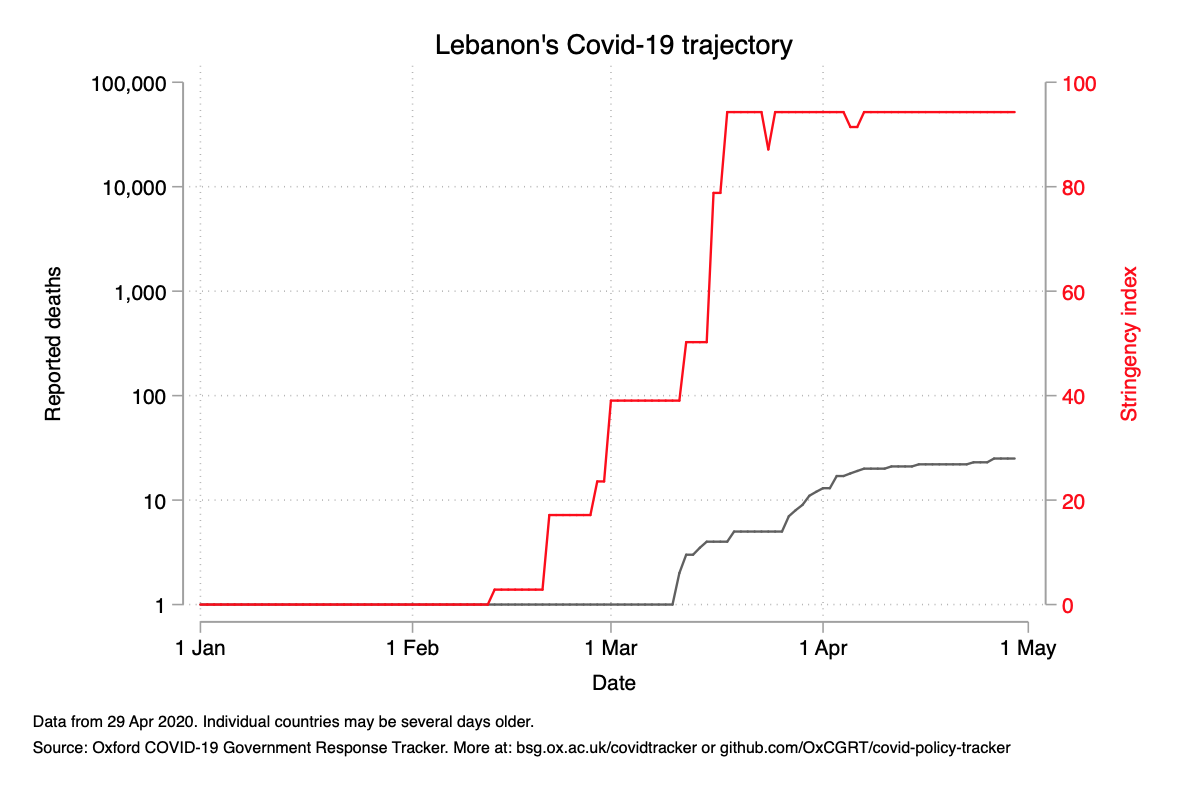 Lebanon's Covid-19 trajectory
100,000
10,000
1,000
100
10
1
Reported deaths
100
80
60
40
20
0
Stringency index
1 Jan 1 Feb 1 Mar 1 Apr 1 May
Date
Data from 29 Apr 2020. Individual countries may be several days older.
Source: Oxford COVID-19 Government Response Tracker. More at: bsg.ox.ac.uk/covidtracker or github.com/OxCGRT/covid-policy-tracker